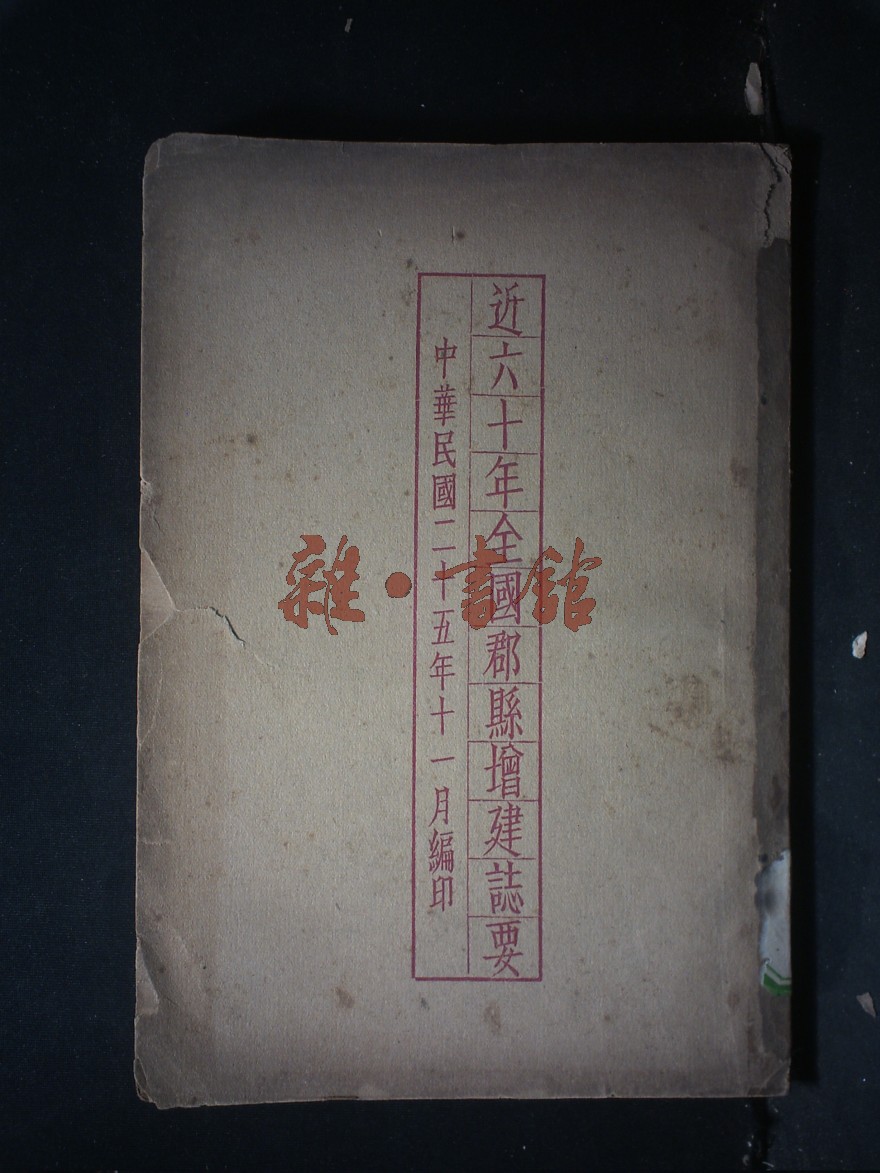 近六十年全國郡縣增建誌要
中華民國二十五年十一月編印
雜·書館